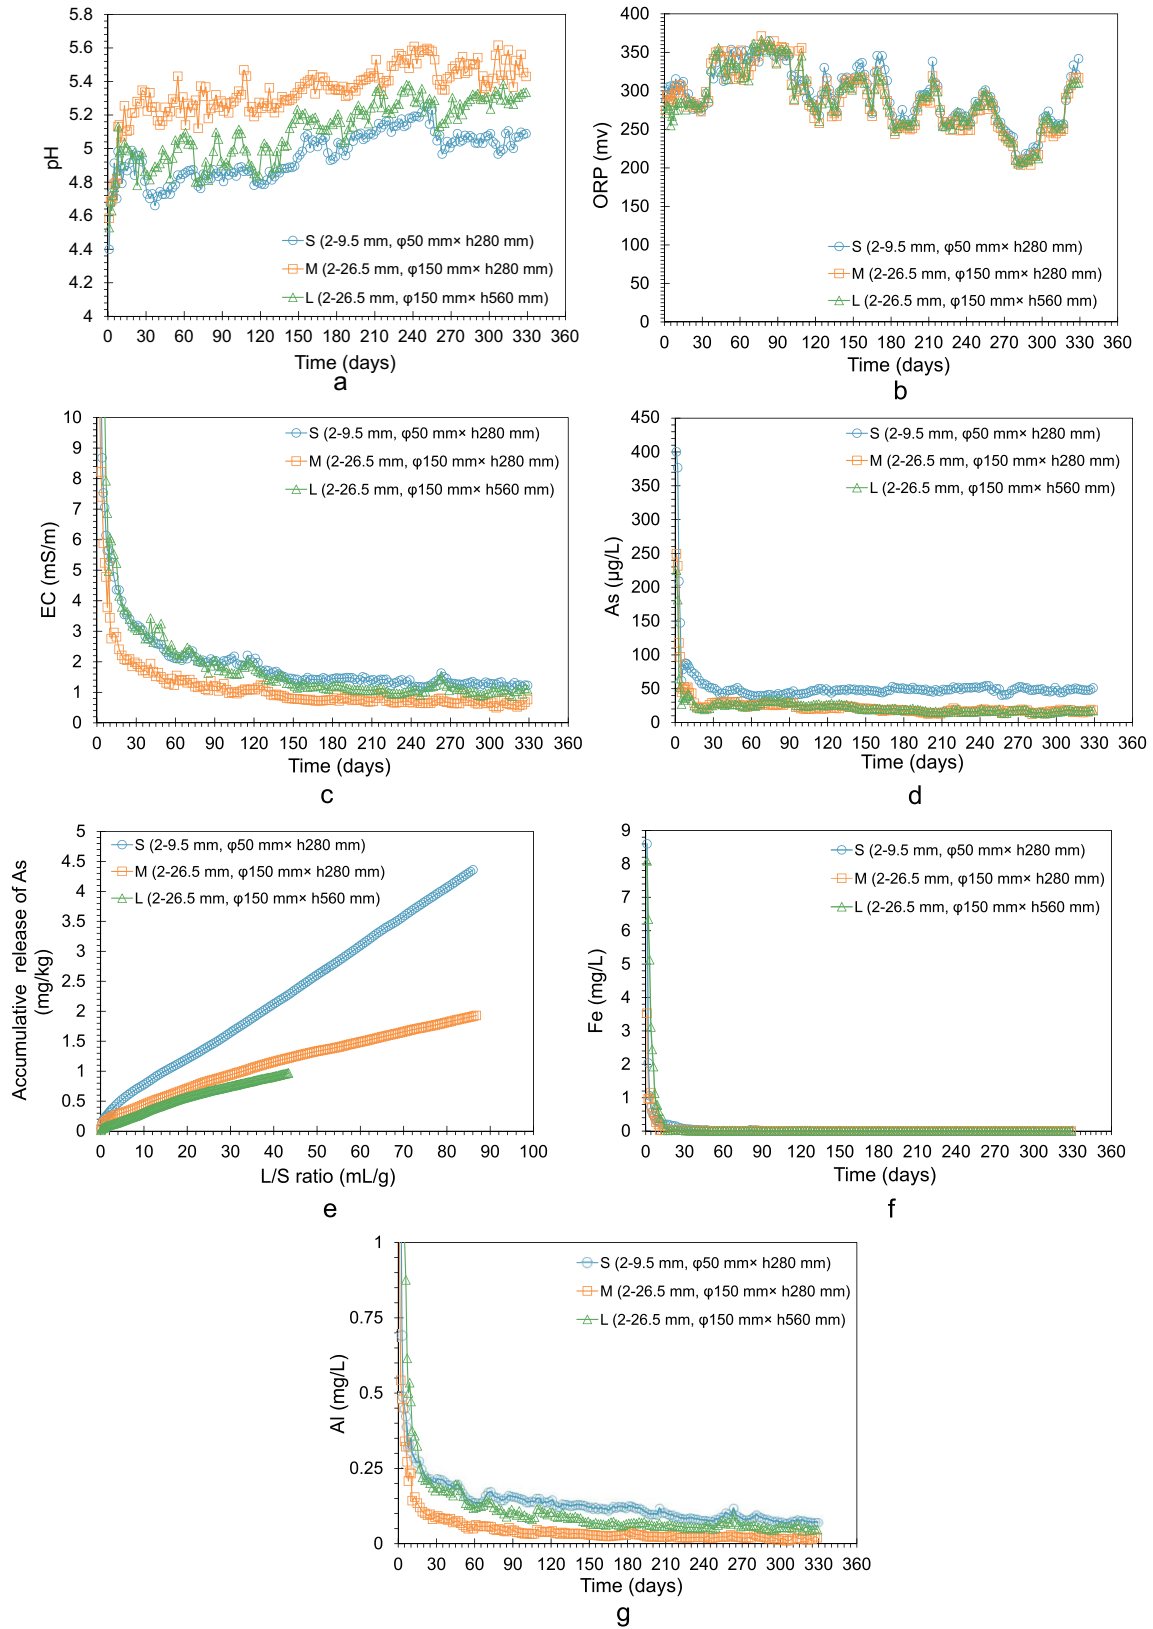 5.8
5.6
5.4
5.2
5
4.8
4.6
4.4
4.2
4
pH
0 30 60 90 120 150 180 210 240 270 300 330 360
Time (days)
S (2-9.5 mm, φ50 mm× h280 mm)
M (2-26.5 mm, φ150 mm× h280 mm)
L (2-26.5 mm, φ150 mm× h560 mm)
a
400
350
300
250
200
150
100
50
0
ORP (mv)
0 30 60 90 120 150 180 210 240 270 300 330 360
Time (days)
S (2-9.5 mm, φ50 mm× h280 mm)
M (2-26.5 mm, φ150 mm× h280 mm)
L (2-26.5 mm, φ150 mm× h560 mm)
b
10
9
8
7
6
5
4
3
2
1
0
EC (mS/m)
0 30 60 90 120 150 180 210 240 270 300 330 360
Time (days)
S (2-9.5 mm, φ50 mm× h280 mm)
M (2-26.5 mm, φ150 mm× h280 mm)
L (2-26.5 mm, φ150 mm× h560 mm)
c
450
400
350
300
250
200
150
100
50
0
As (μg/L)
0 30 60 90 120 150 180 210 240 270 300 330 360
Time (days)
S (2-9.5 mm, φ50 mm× h280 mm)
M (2-26.5 mm, φ150 mm× h280 mm)
L (2-26.5 mm, φ150 mm× h560 mm)
d
5
4.5
4
3.5
3
2.5
2
1.5
1
0.5
0
Accumulative release of As
(mg/kg)
0 10 20 30 40 50 60 70 80 90 100
L/S ratio (mL/g)
S (2-9.5 mm, φ50 mm× h280 mm)
M (2-26.5 mm, φ150 mm× h280 mm)
L (2-26.5 mm, φ150 mm× h560 mm)
e
9
8
7
6
5
4
3
2
1
0
Fe (mg/L)
0 30 60 90 120 150 180 210 240 270 300 330 360
Time (days)
S (2-9.5 mm, φ50 mm× h280 mm)
M (2-26.5 mm, φ150 mm× h280 mm)
L (2-26.5 mm, φ150 mm× h560 mm)
f
1
0.75
0.5
0.25
0
Al (mg/L)
0 30 60 90 120 150 180 210 240 270 300 330 360
Time (days)
S (2-9.5 mm, φ50 mm× h280 mm)
M (2-26.5 mm, φ150 mm× h280 mm)
L (2-26.5 mm, φ150 mm× h560 mm)
g